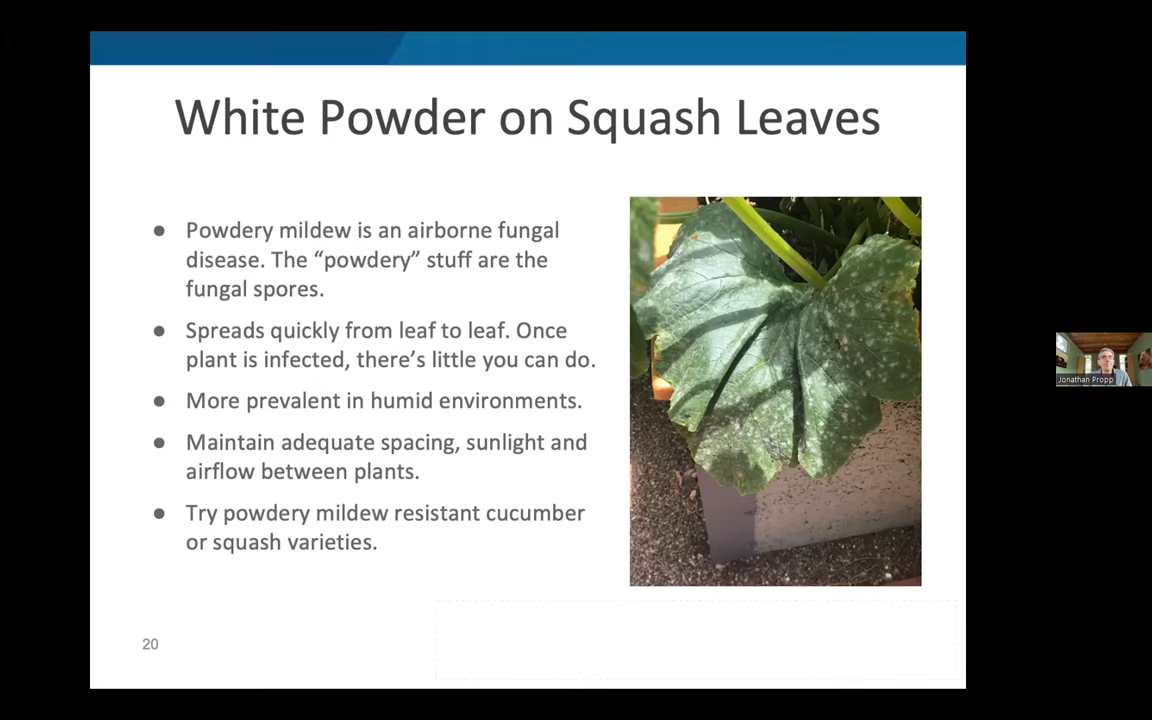 White Powder on Squash Leaves
● Powdery mildew is an airborne fungal
disease. The “powdery” stuff are the
fungal spores.
● Spreads quickly from leaf to leaf. Once
plant is infected, there’s little you can do.
● More prevalent in humid environments.
● Maintain adequate spacing, sunlight and
airflow between plants.
● Try powdery mildew resistant cucumber
or squash varieties.
20
Jonathan Propp